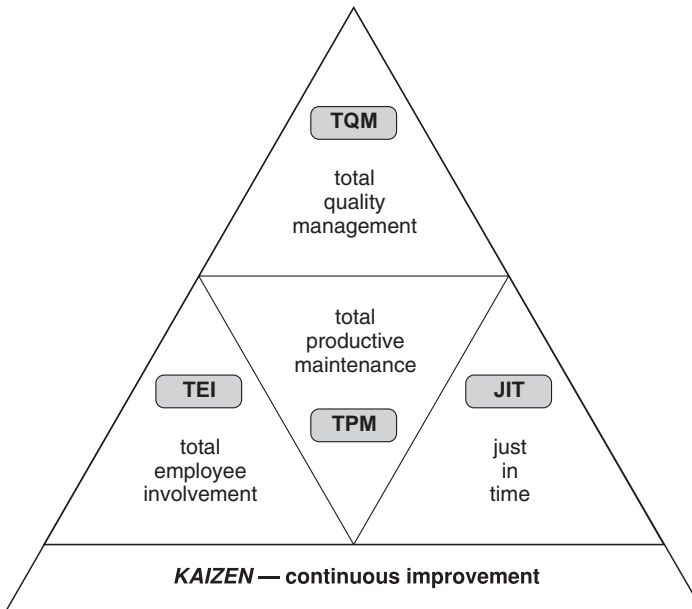 TQM
total
quality
management
total
productive
maintenance
TPM
TEI
total
employee
involvement
JIT
just
in
time
KAIZEN — continuous improvement